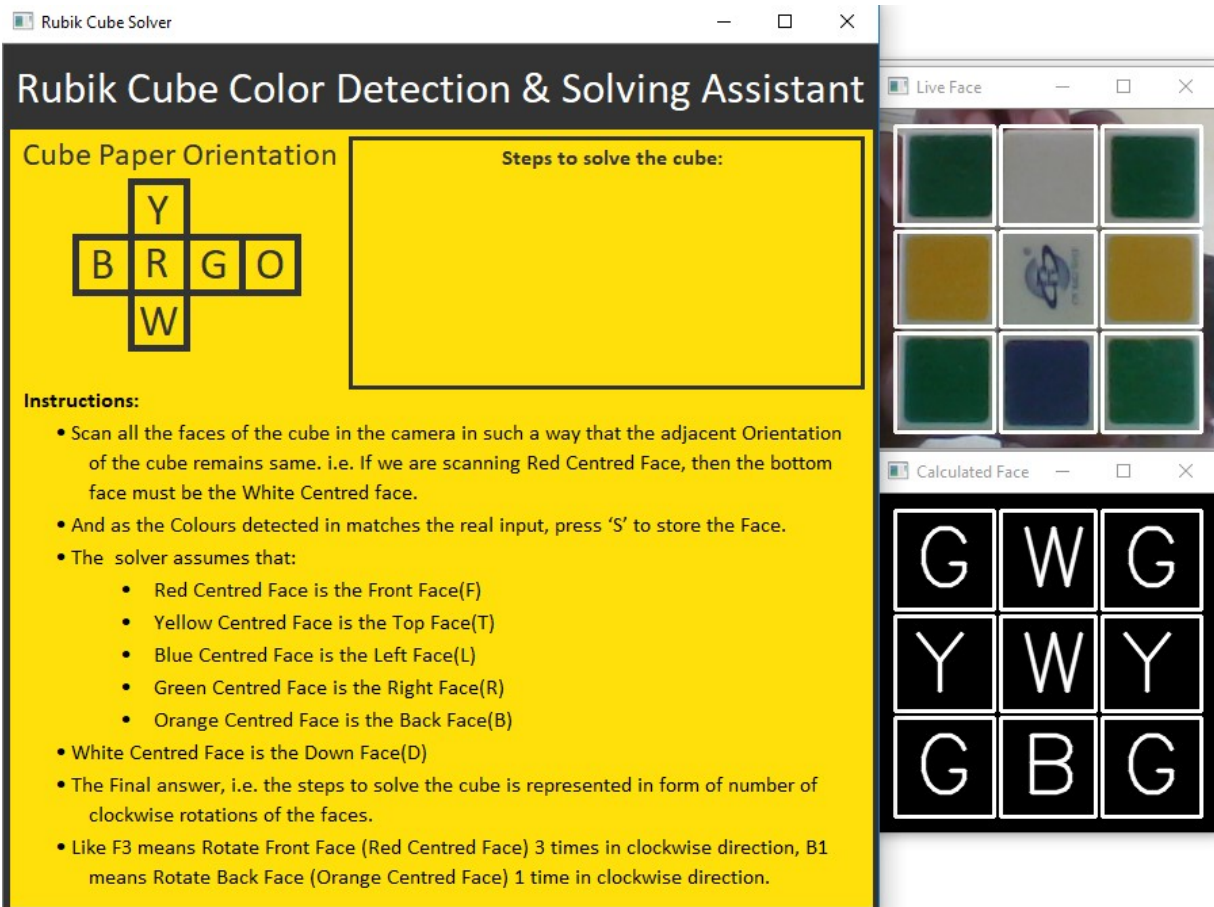 Rubik Cube Solver
Rubik Cube Color Detection & Solving Assistant
Cube Paper Orientation
Y
B R G O
W
Steps to solve the cube:
Instructions:
• Scan all the faces of the cube in the camera in such a way that the adjacent Orientation
of the cube remains same. i.e. If we are scanning Red Centred Face, then the bottom
face must be the White Centred face.
• And as the Colours detected in matches the real input, press ‘S’ to store the Face.
• The solver assumes that:
• Red Centred Face is the Front Face(F)
• Yellow Centred Face is the Top Face(T)
• Blue Centred Face is the Left Face(L)
• Green Centred Face is the Right Face(R)
• Orange Centred Face is the Back Face(B)
• White Centred Face is the Down Face(D)
• The Final answer, i.e. the steps to solve the cube is represented in form of number of
clockwise rotations of the faces.
• Like F3 means Rotate Front Face (Red Centred Face) 3 times in clockwise direction, B1
means Rotate Back Face (Orange Centred Face) 1 time in clockwise direction.
Live Face
Calculated Face
G W G
Y W Y
G B G